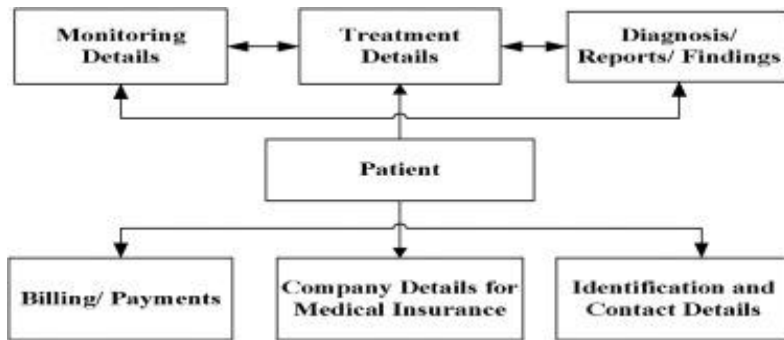 Monitoring
Details
Treatment
Details
Diagnosis/
Reports/ Findings
Patient
Billing/ Payments
Company Details for
Medical Insurance
Identification and
Contact Details